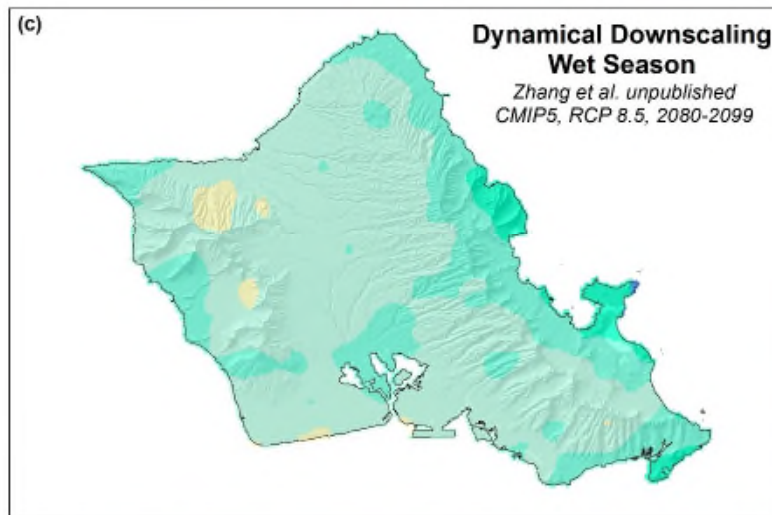 (c)
Dynamical Downscaling
Wet Season
Zhang et al. unpublished
CMIP5, RCP 8.5, 2080-2099